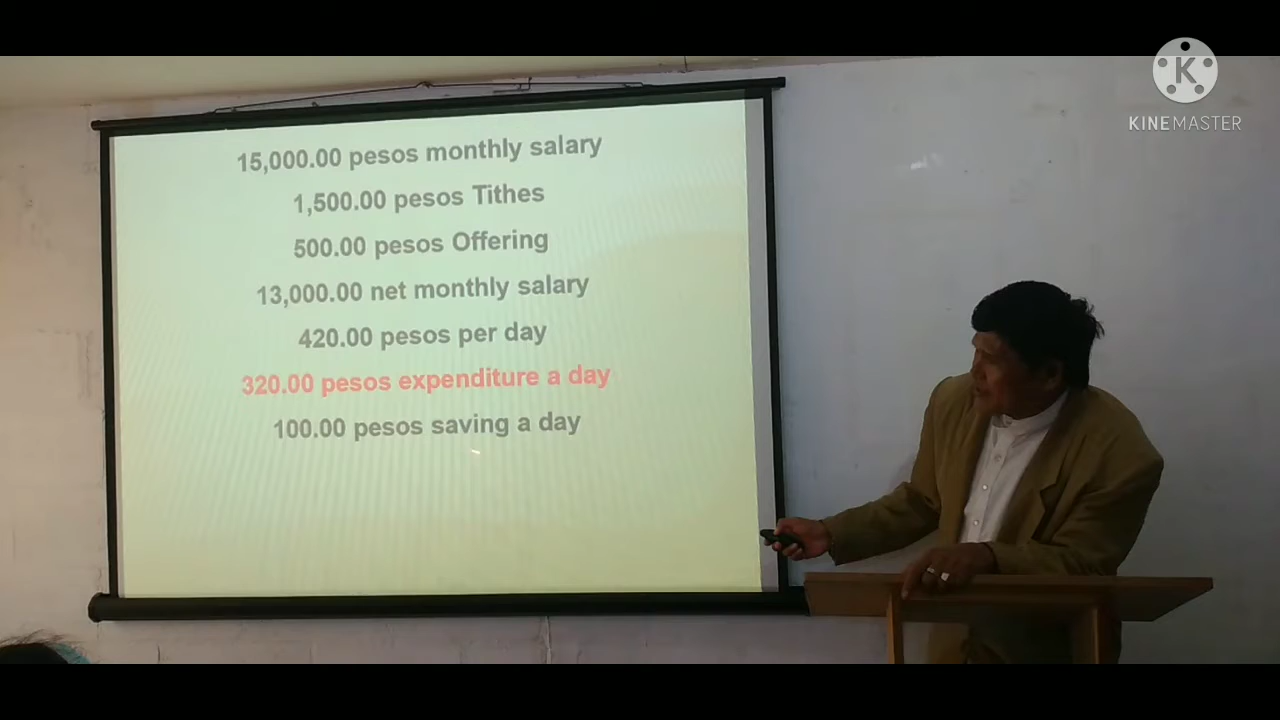 15,000.00 pesos monthly salary
1,500.00 pesos Tithes
500.00 pesos Offering
13,000.00 net monthly salary
420.00 pesos per day
320.00 pesos expenditure a day
100.00 pesos saving a day
K
KINEMASTER